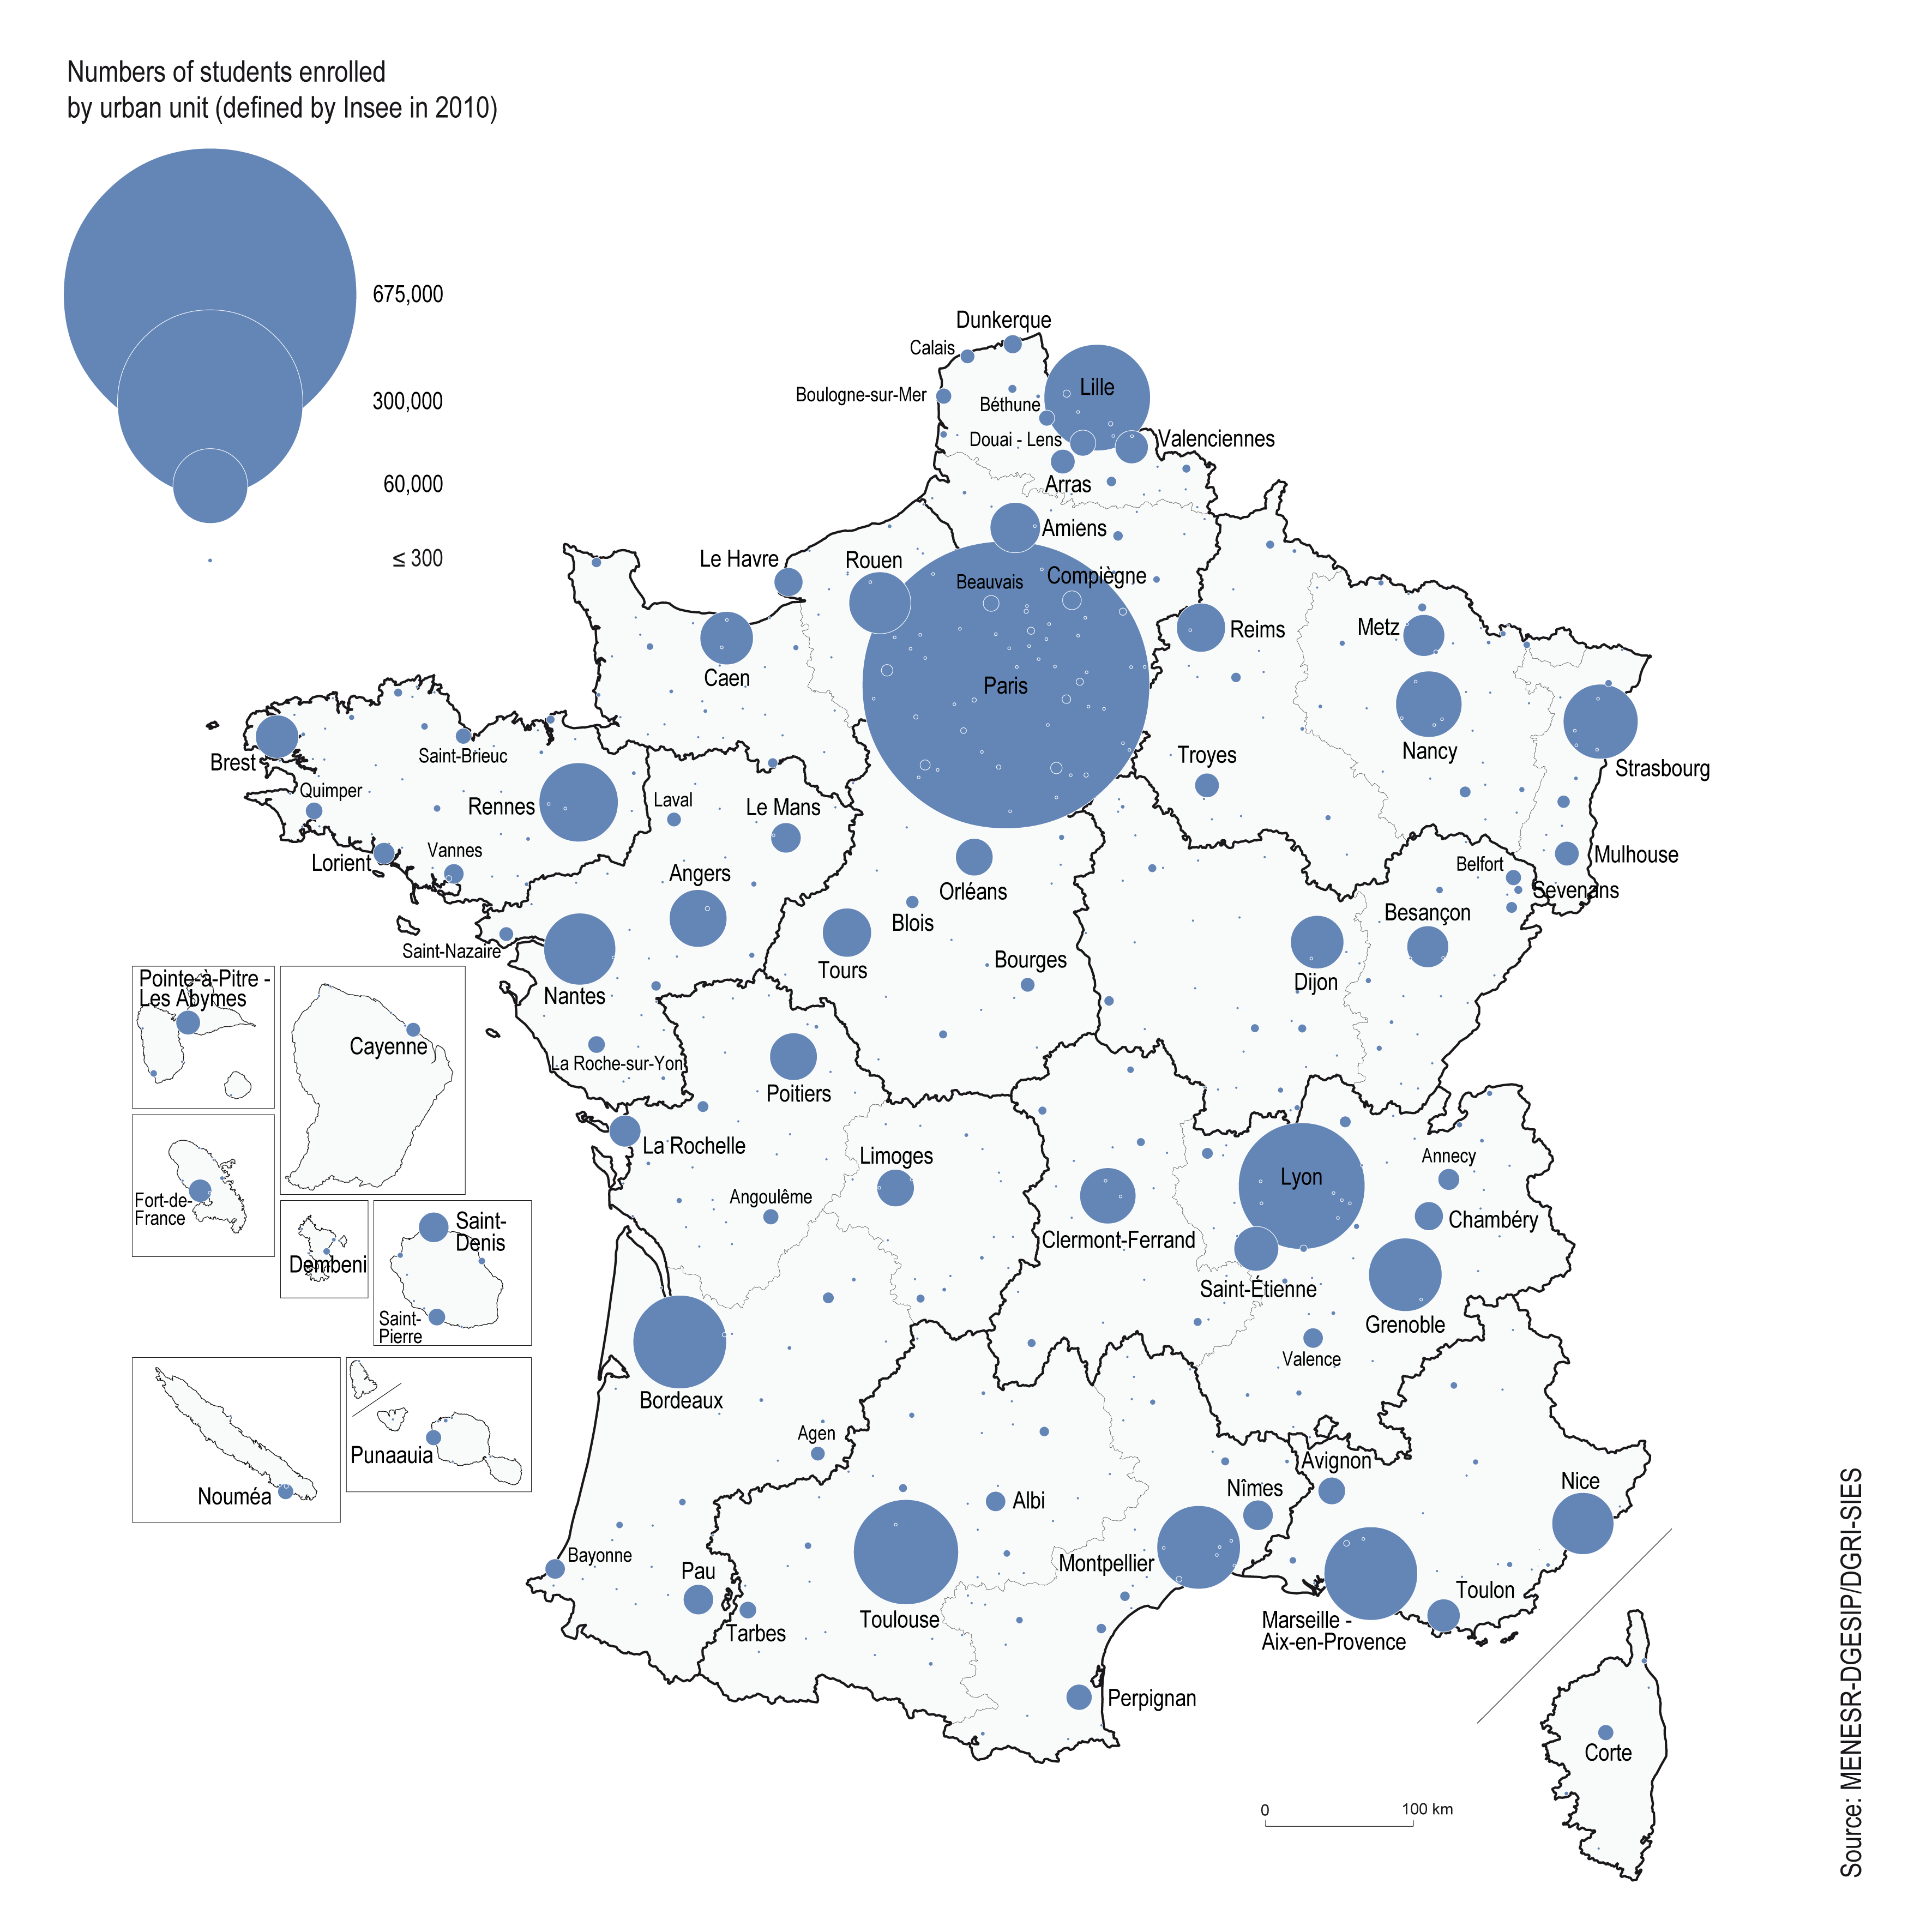 Numbers of students enrolled
by urban unit (defined by Insee in 2010)
675,000
300,000
60,000
≤ 300
Dunkerque
Calais
Lille
Boulogne-sur-Mer
Béthune
Douai - Lens
Valenciennes
Arras
Amiens
Le Havre
Rouen
Beauvais
Compiègne
Reims
Metz
Caen
Paris
Nancy
Strasbourg
Brest
Saint-Brieuc
Troyes
Quimper
Rennes
Laval
Le Mans
Lorient
Vannes
Mulhouse
Belfort
Angers
Orléans
Sevenans
Blois
Besançon
Saint-Nazaire
Tours
Bourges
Dijon
Nantes
Pointe-à-Pitre -
Les Abymes
Cayenne
La Roche-sur-Yon
Poitiers
La Rochelle
Limoges
Annecy
Lyon
Angoulême
Fort-de-
France
Chambéry
Saint-
Denis
Clermont-Ferrand
Dembeni
Saint-Étienne
Saint-
Pierre
Grenoble
Valence
Bordeaux
Agen
Punaauia
Avignon
Nîmes
Nice
Nouméa
Albi
Bayonne
Montpellier
Pau
Toulon
Toulouse
Marseille -
Aix-en-Provence
Tarbes
Perpignan
Corte
0
100 km
Source: MENESR-DGESIP/DGRI-SIES